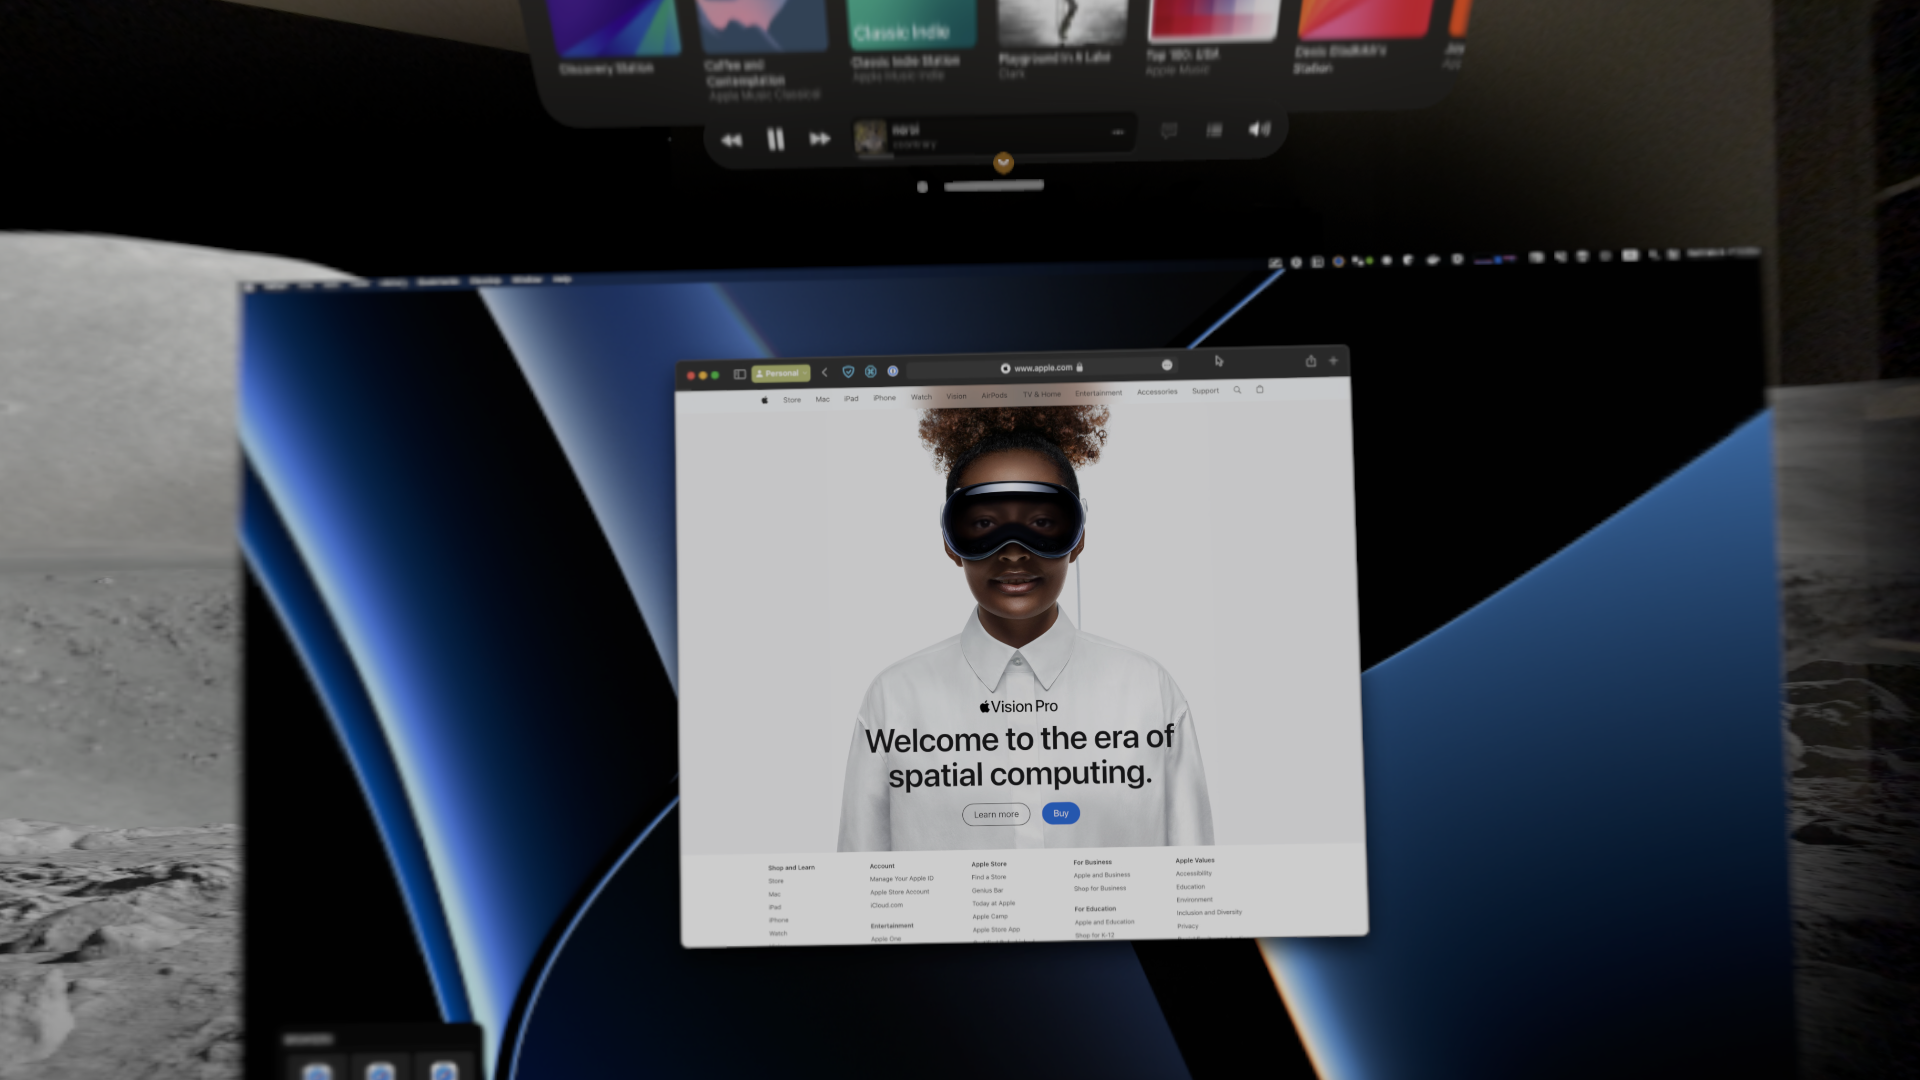 Classic Indie
Discovery Station
Coffee and
Contemplation
Apple Music Classical
Classic Indie Station
Apple Music Indie
Playground In A Lake
Dark
Top 100: USA
Apple Music
Station
Window
Help
Personal
www.apple.com
Store
Mac
iPad
iPhone
Watch
Vision
AirPods
TV & Home
Entertainment
Accessories
Support
Vision Pro
Welcome to the era of
spatial computing.
Learn more
Buy
Shop and Learn
Store
Mac
iPad
iPhone
Watch
Account
Manage Your Apple ID
Apple Store Account
iCloud.com
Entertainment
Apple One
Apple Store
Find a Store
Genius Bar
Today at Apple
Apple Camp
Apple Store App
For Business
Apple and Business
Shop for Business
For Education
Apple and Education
Shop for K-12
Apple Values
Accessibility
Education
Environment
Inclusion and Diversity
Privacy